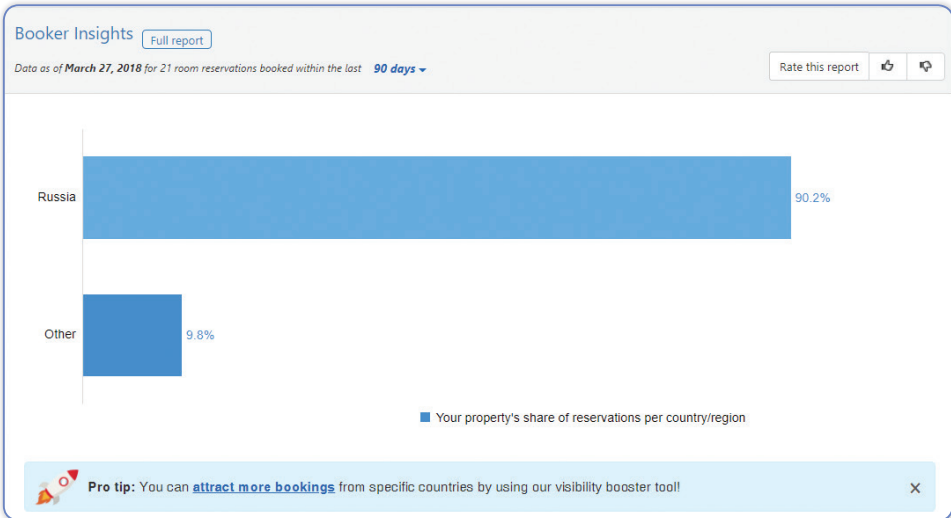 Booker Insights Full report
Data as of March 27, 2018 for 21 room reservations booked within the last 90 days
Rate this report
Russia
90.2%
Other
9.8%
Your property's share of reservations per country/region
Pro tip: You can attract more bookings from specific countries by using our visibility booster tool!